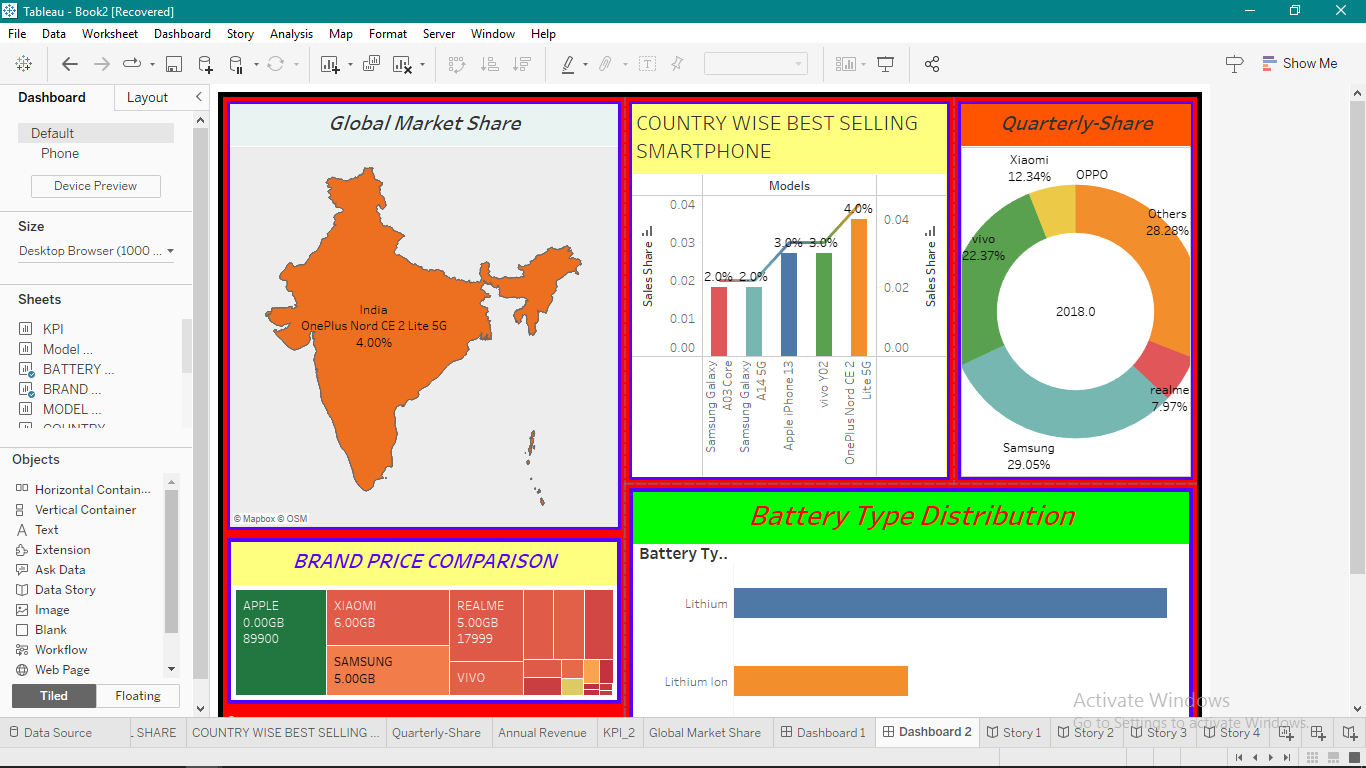 Tableau - Book2 [Recovered]
File Data Worksheet Dashboard Story Analysis Map Format Server Window Help
Show Me
Dashboard Layout
Default
Phone
Device Preview
Size
Desktop Browser (1000 ...
Sheets
KPI
Model ...
BATTERY ...
BRAND ...
MODEL ...
COUNTRY
Objects
Horizontal Contain...
Vertical Container
Text
Extension
Ask Data
Data Story
Image
Blank
Workflow
Web Page
Tiled Floating
Global Market Share
India
OnePlus Nord CE 2 Lite 5G
4.00%
© Mapbox © OSM
COUNTRY WISE BEST SELLING
SMARTPHONE
Models
0.04
0.03
0.02
0.01
0.00
Sales Share
2.0% 2.0% 3.0% 3.0% 4.0%
0.04
0.02
0.00
Sales Share
Samsung Galaxy
A03 Core
Samsung Galaxy
A14 5G
Apple iPhone 13
vivo Y02
OnePlus Nord CE 2
Lite 5G
Quarterly-Share
Xiaomi
12.34%
OPPO
Others
28.28%
vivo
22.37%
2018.0
realme
7.97%
Samsung
29.05%
BRAND PRICE COMPARISON
APPLE
0.00GB
89900
XIAOMI
6.00GB
SAMSUNG
5.00GB
REALME
5.00GB
17999
VIVO
Battery Type Distribution
Battery Ty..
Lithium
Lithium Ion
Activate Windows
Go to Settings to activate Windows.
Data Source L SHARE COUNTRY WISE BEST SELLING ... Quarterly-Share Annual Revenue KPI_2 Global Market Share Dashboard 1 Dashboard 2 Story 1 Story 2 Story 3 Story 4